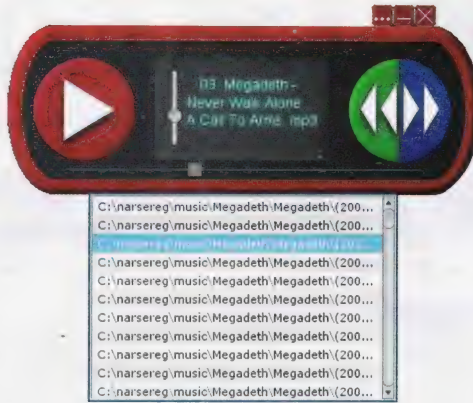 03. Megadeth -
Never Walk Alone
A Call To Arms. mp3
C:\narsereg\music\Megadeth\Megadeth\(200...
C:\narsereg\music\Megadeth\Megadeth\(200...
C:\narsereg\music\Megadeth\Megadeth\(200...
C:\narsereg\music\Megadeth\Megadeth\(200...
C:\narsereg\music\Megadeth\Megadeth\(200...
C:\narsereg\music\Megadeth\Megadeth\(200...
C:\narsereg\music\Megadeth\Megadeth\(200...
C:\narsereg\music\Megadeth\Megadeth\(200...
C:\narsereg\music\Megadeth\Megadeth\(200...
C:\narsereg\music\Megadeth\Megadeth\(200...
C:\narsereg\music\Megadeth\Megadeth\(200...